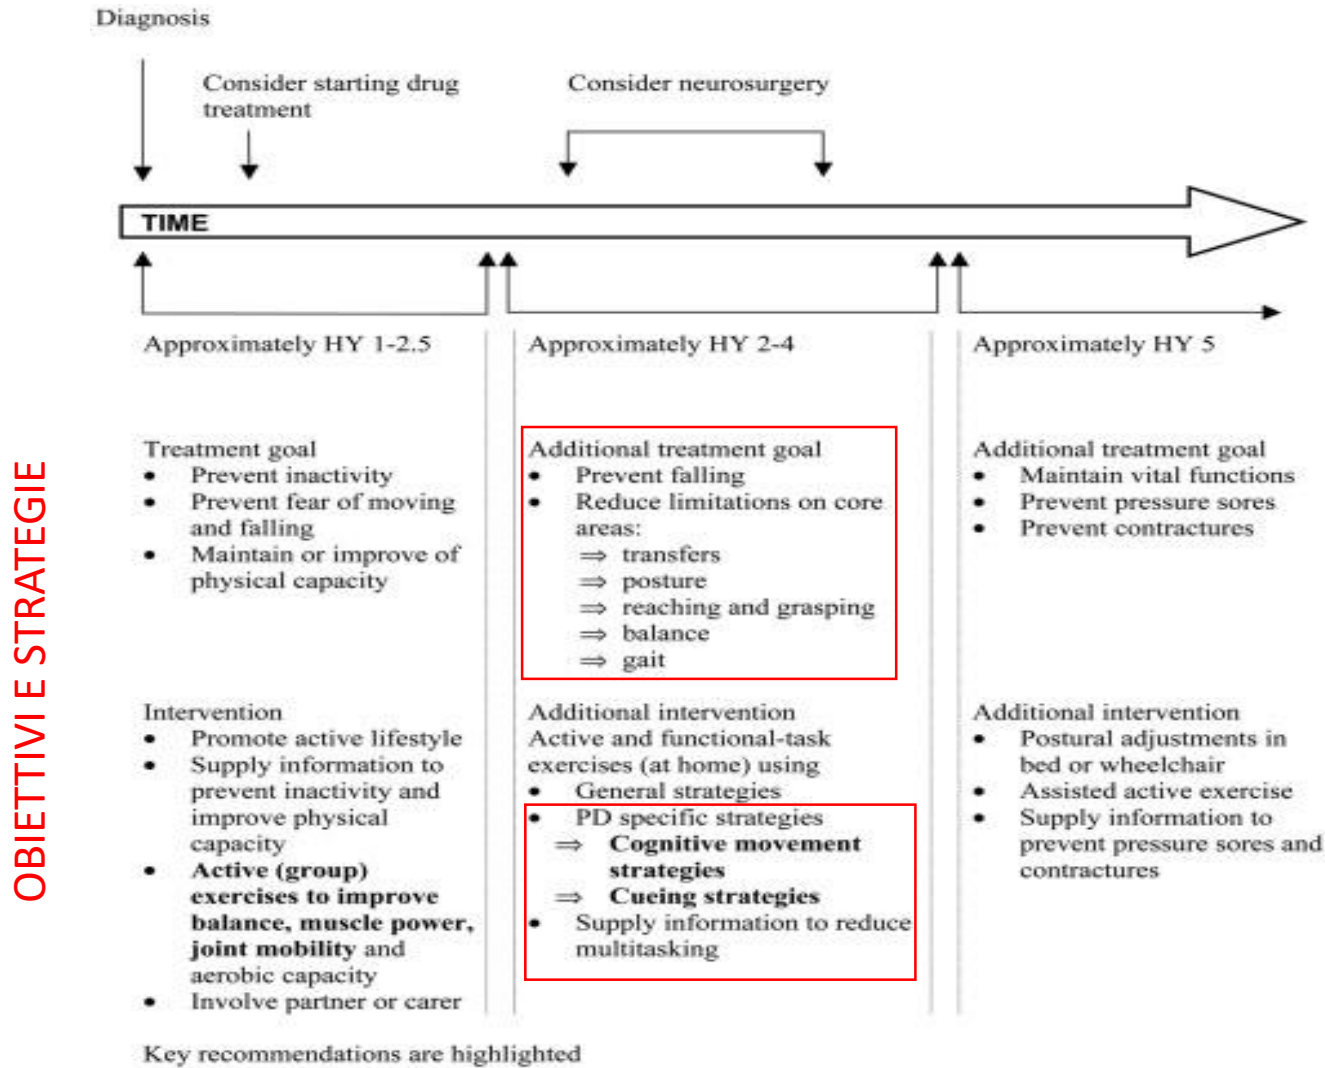 Diagnosis
Consider starting drug
treatment
Consider neurosurgery
TIME
OBIETTIVI E STRATEGIE
Approximately HY 1-2.5
Treatment goal
• Prevent inactivity
• Prevent fear of moving
and falling
• Maintain or improve of
physical capacity
Intervention
• Promote active lifestyle
• Supply information to
prevent inactivity and
improve physical
capacity
• Active (group)
exercises to improve
balance, muscle power,
joint mobility and
aerobic capacity
• Involve partner or carer
Approximately HY 2-4
Additional treatment goal
• Prevent falling
• Reduce limitations on core
areas:
⇒ transfers
⇒ posture
⇒ reaching and grasping
⇒ balance
⇒ gait
Additional intervention
Active and functional-task
exercises (at home) using
• General strategies
• PD specific strategies
⇒ Cognitive movement
strategies
⇒ Cueing strategies
• Supply information to reduce
multitasking
Approximately HY 5
Additional treatment goal
• Maintain vital functions
• Prevent pressure sores
• Prevent contractures
Additional intervention
• Postural adjustments in
bed or wheelchair
• Assisted active exercise
• Supply information to
prevent pressure sores and
contractures
Key recommendations are highlighted